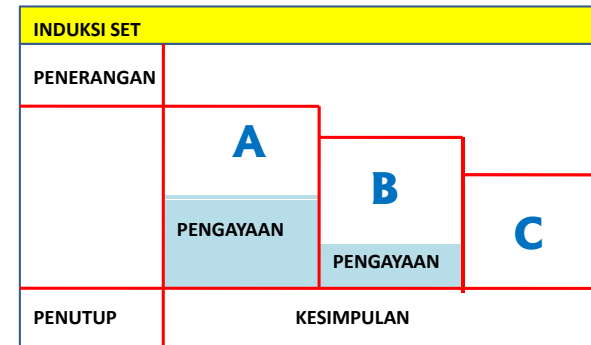 INDUKSI SET
PENERANGAN
A
B
C
PENGAYAAN
PENGAYAAN
PENUTUP
KESIMPULAN